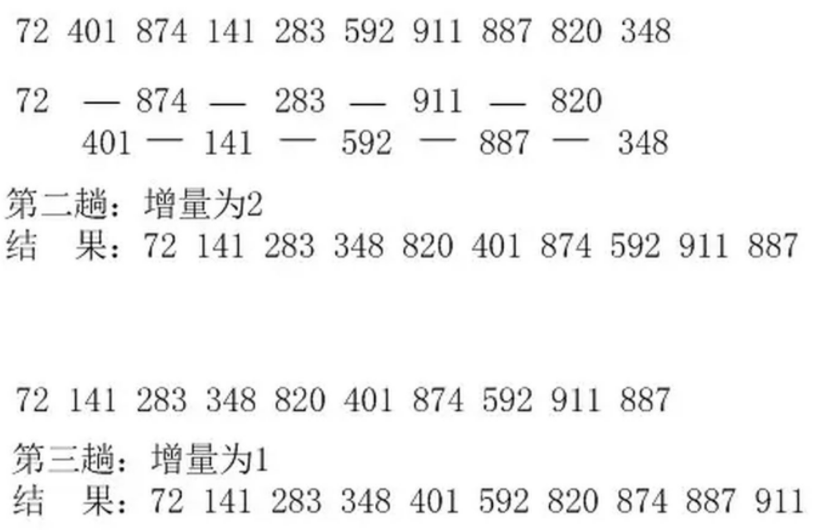 72 401 874 141 283 592 911 887 820 348
72 — 874 — 283 — 911 — 820
401 — 141 — 592 — 887 — 348
第二趟：增量为2
结 果：72 141 283 348 820 401 874 592 911 887
72 141 283 348 820 401 874 592 911 887
第三趟：增量为1
结 果：72 141 283 348 401 592 820 874 887 911